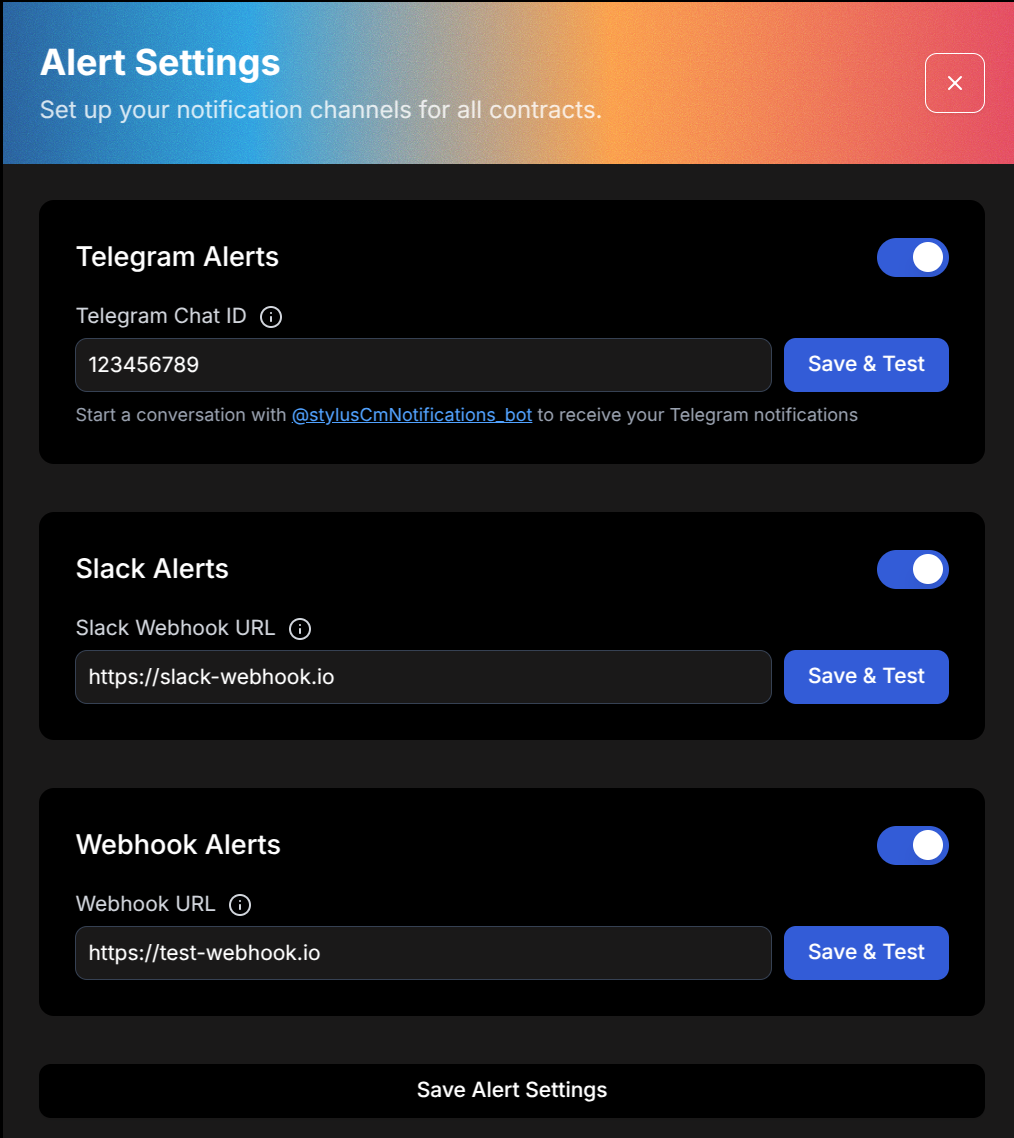 Alert Settings
Set up your notification channels for all contracts.
Telegram Alerts
Telegram Chat ID
123456789
Save & Test
Start a conversation with @stylusCmNotifications_bot to receive your Telegram notifications
Slack Alerts
Slack Webhook URL
https://slack-webhook.io
Save & Test
Webhook Alerts
Webhook URL
https://test-webhook.io
Save & Test
Save Alert Settings